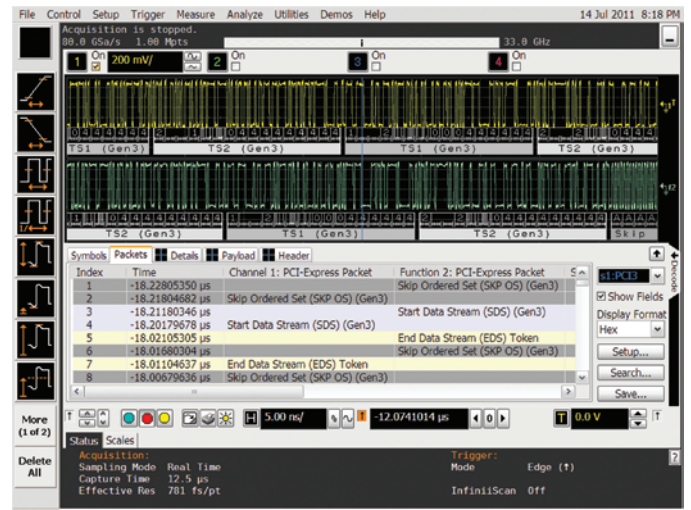 File Control Setup Trigger Measure Analyze Utilities Demos Help 14 Jul 2011 8:18 PM
Acquisition is stopped.
80.0 GSa/s 1.00 Mpts 33.0 GHz
1 On 200 mV/ 2 On 3 On 4 On
TS1 (Gen3) TS2 (Gen3) TS1 (Gen3) TS2 (Gen3)
TS2 (Gen3) TS1 (Gen3) TS2 (Gen3) Skip
Symbols Packets Details Payload Header
Decode
Index Time Channel 1: PCI-Express Packet Function 2: PCI-Express Packet S
s1:PCI3
1 -18.22805350 µs Skip Ordered Set (SKP OS) (Gen3)
2 -18.21804682 µs Skip Ordered Set (SKP OS) (Gen3)
Show Fields
3 -18.21180346 µs Start Data Stream (SDS) (Gen3)
Display Format
4 -18.20179678 µs Start Data Stream (SDS) (Gen3)
Hex
5 -18.02105305 µs End Data Stream (EDS) Token
6 -18.01680304 µs Skip Ordered Set (SKP OS) (Gen3)
Setup...
7 -18.01104637 µs End Data Stream (EDS) Token
Search...
8 -18.00679636 µs Skip Ordered Set (SKP OS) (Gen3)
Save...
More
(1 of 2)
T H 5.00 ns/ -12.0741014 µs 0 T 0.0 V T
Status Scales
Delete
All
Acquisition: Trigger: ?
Sampling Mode Real Time Mode Edge (↑)
Capture Time 12.5 µs
Effective Res 781 fs/pt InfiniiScan Off